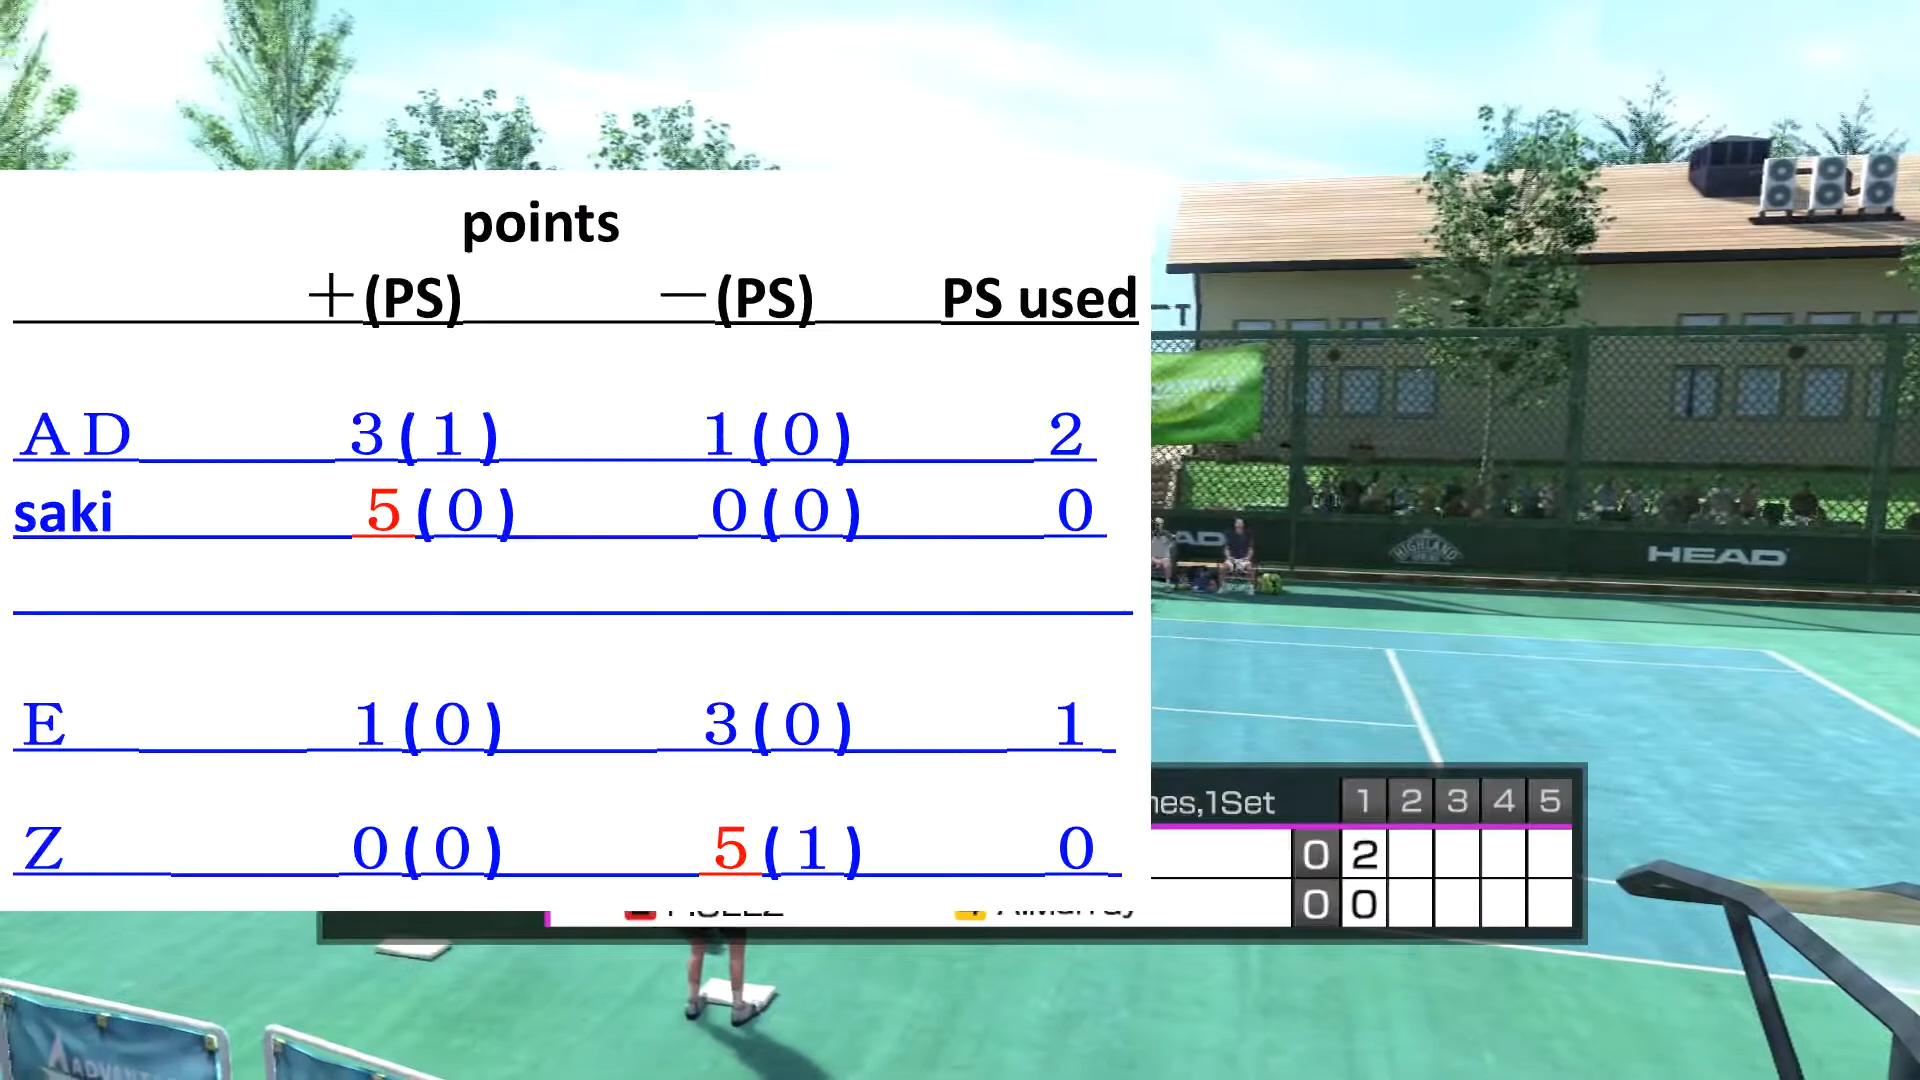 points
＋(PS) －(PS) PS used
ＡＤ 3(1) 1(0) 2
saki 5(0) 0(0) 0
Ｅ 1(0) 3(0) 1
Ｚ 0(0) 5(1) 0
HIGHLAND
HEAD
1Set 1 2 3 4 5
0 2
0 0